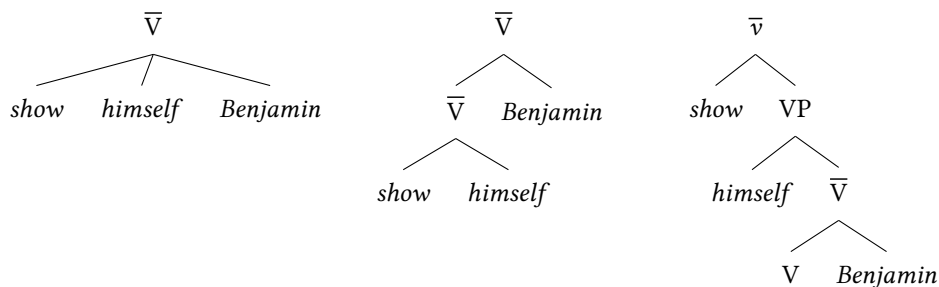 V̅ V̅ v̅
show himself Benjamin V̅ Benjamin show VP
show himself himself V̅
V Benjamin